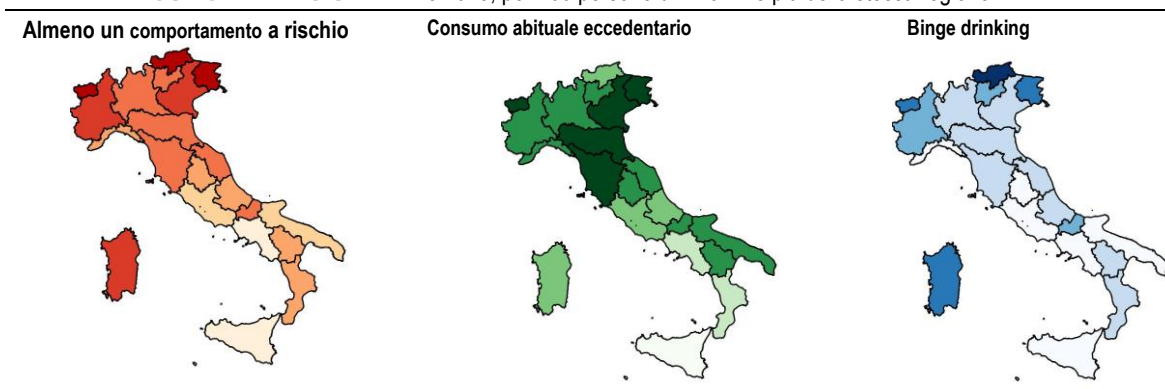 Almeno un comportamento a rischio
Consumo abituale eccedentario
Binge drinking